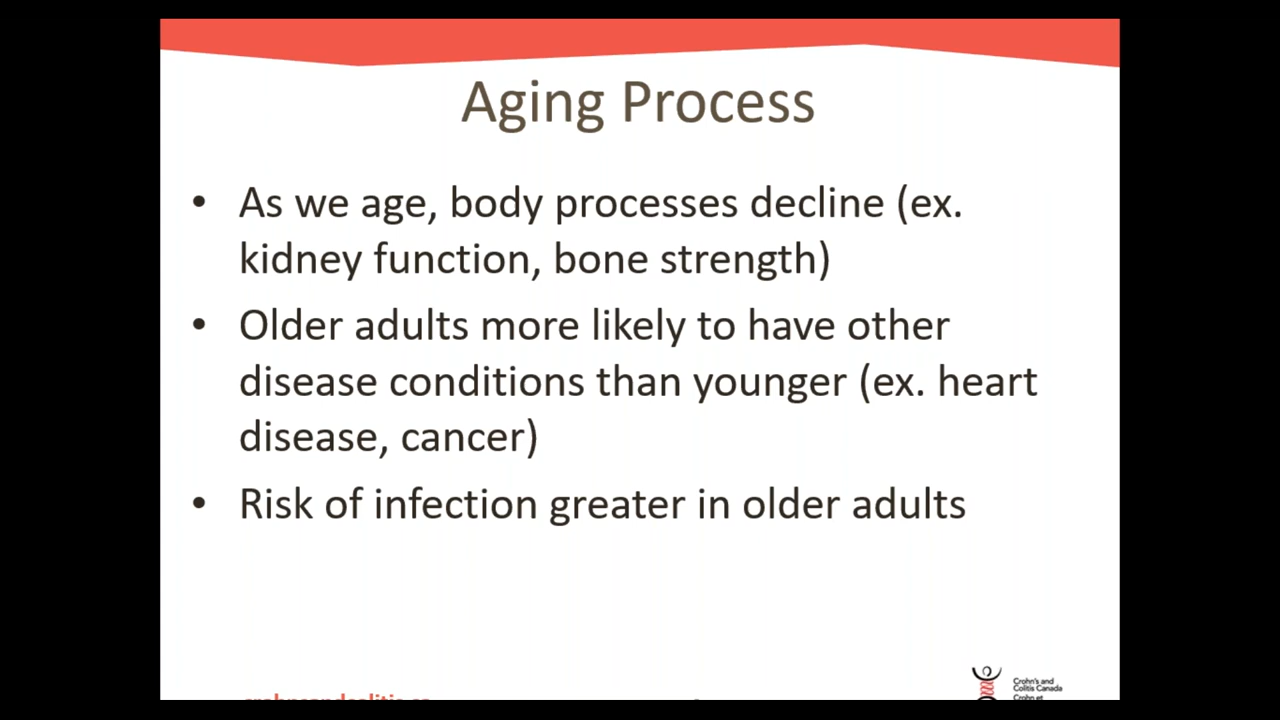 Aging Process
• As we age, body processes decline (ex.
kidney function, bone strength)
• Older adults more likely to have other
disease conditions than younger (ex. heart
disease, cancer)
• Risk of infection greater in older adults
Crohn's and
Colitis Canada
Crohn et